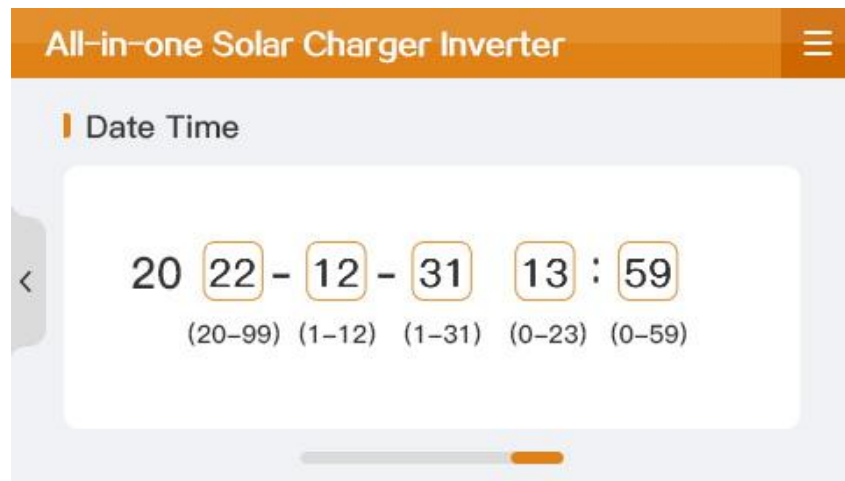 All-in-one Solar Charger Inverter
Date Time
20 22 - 12 - 31 13 : 59
(20-99) (1-12) (1-31) (0-23) (0-59)